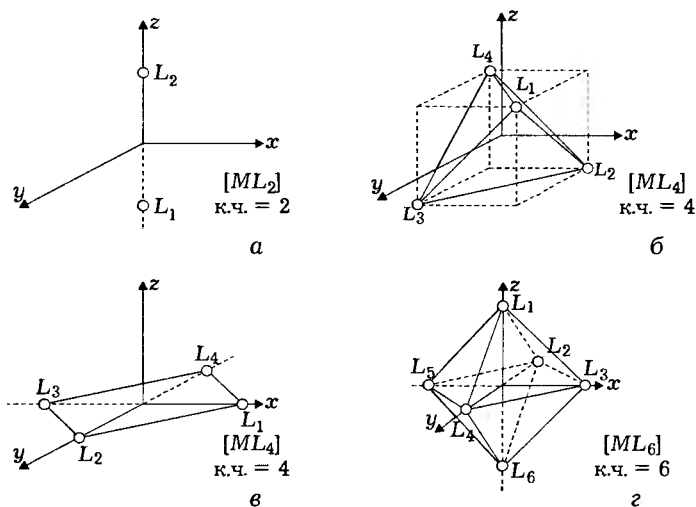 z
L₂
x
y
L₁
[ML₂]
к.ч. = 2
а
z
L₄
L₁
x
y
L₂
L₃
[ML₄]
к.ч. = 4
б
z
L₄
L₃
x
L₁
y
L₂
[ML₄]
к.ч. = 4
в
z
L₁
L₂
L₅
L₃
x
y
L₄
L₆
[ML₆]
к.ч. = 6
г